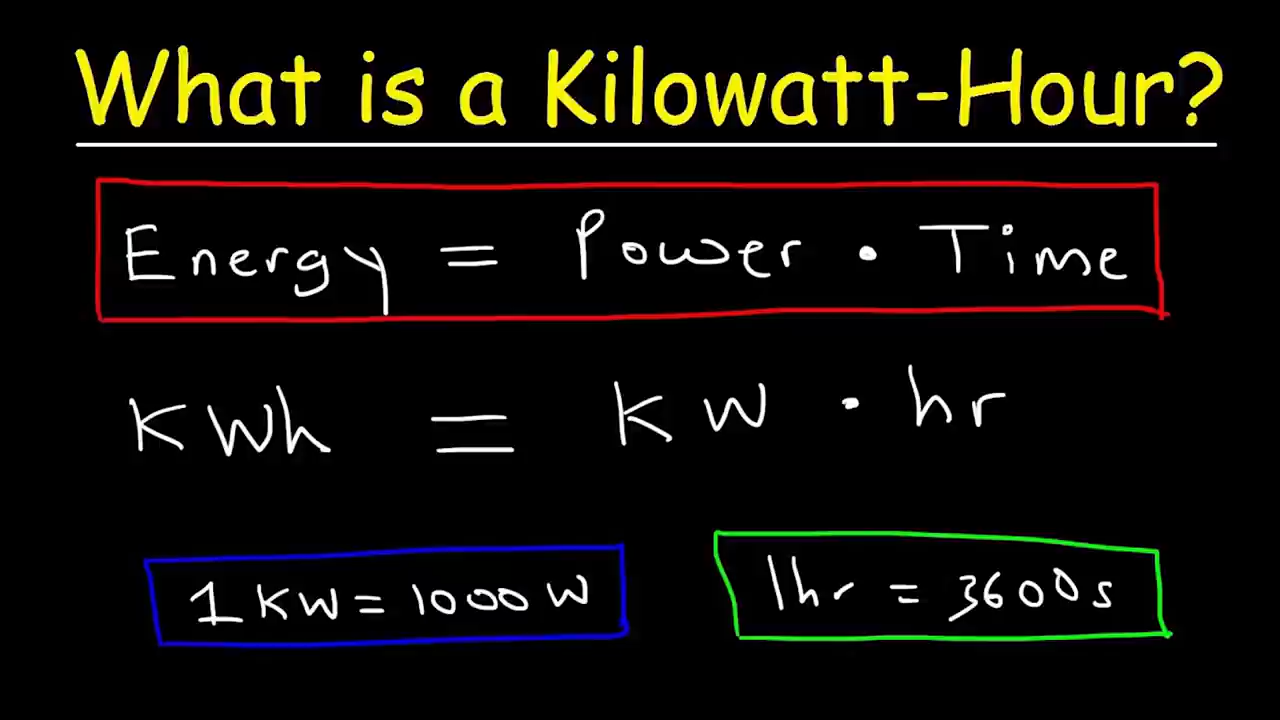 What is a Kilowatt-Hour?
Energy = Power · Time
KWh = KW · hr
1 KW = 1000 W
1hr = 3600s